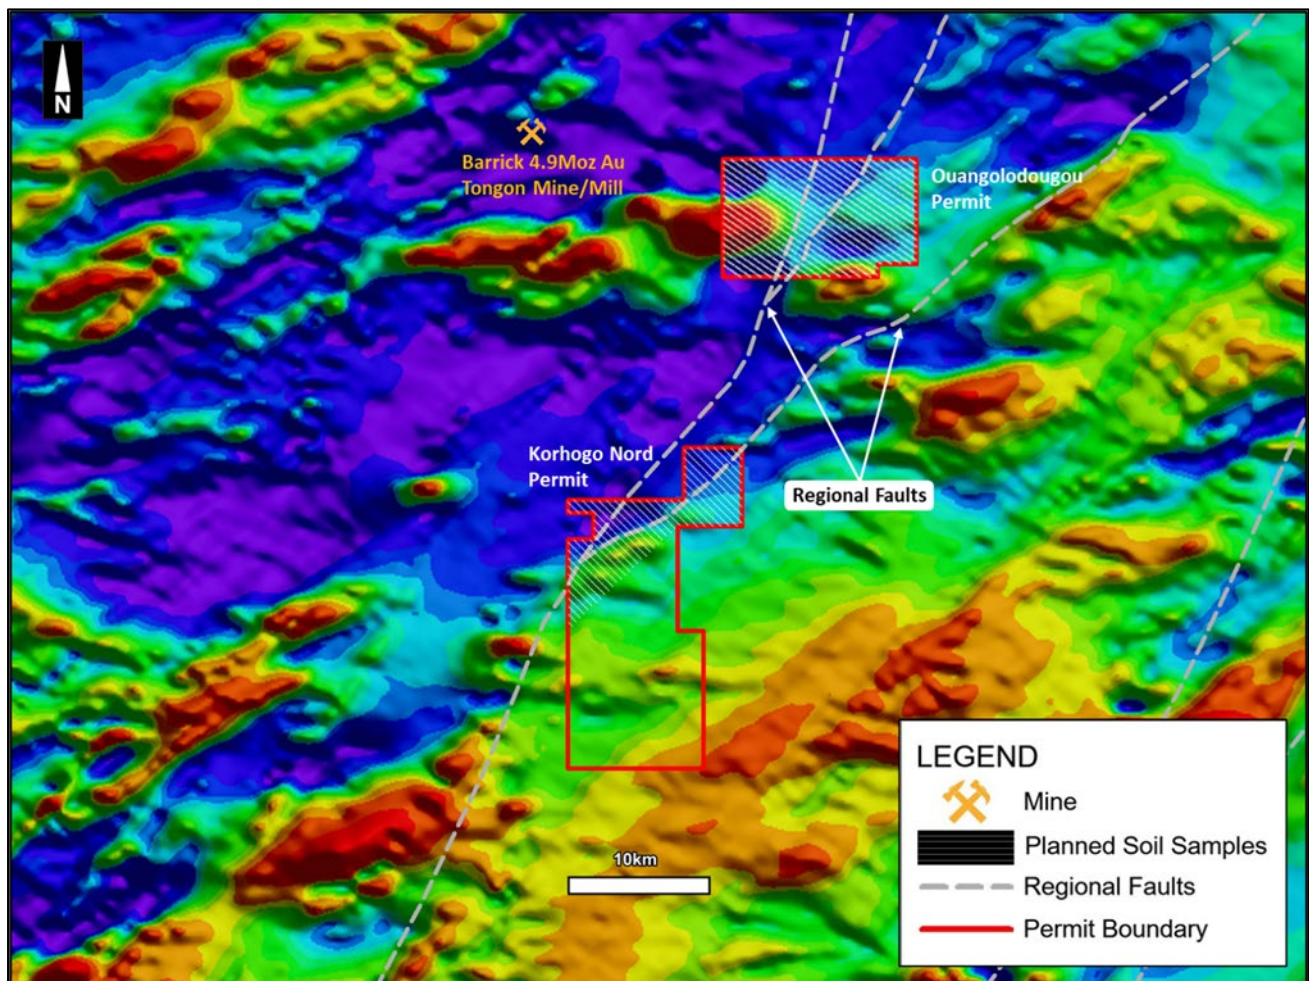 N
Barrick 4.9Moz Au
Tongon Mine/Mill
Ouangolodougou
Permit
Korhogo Nord
Permit
Regional Faults
10km
LEGEND
Mine
Planned Soil Samples
Regional Faults
Permit Boundary